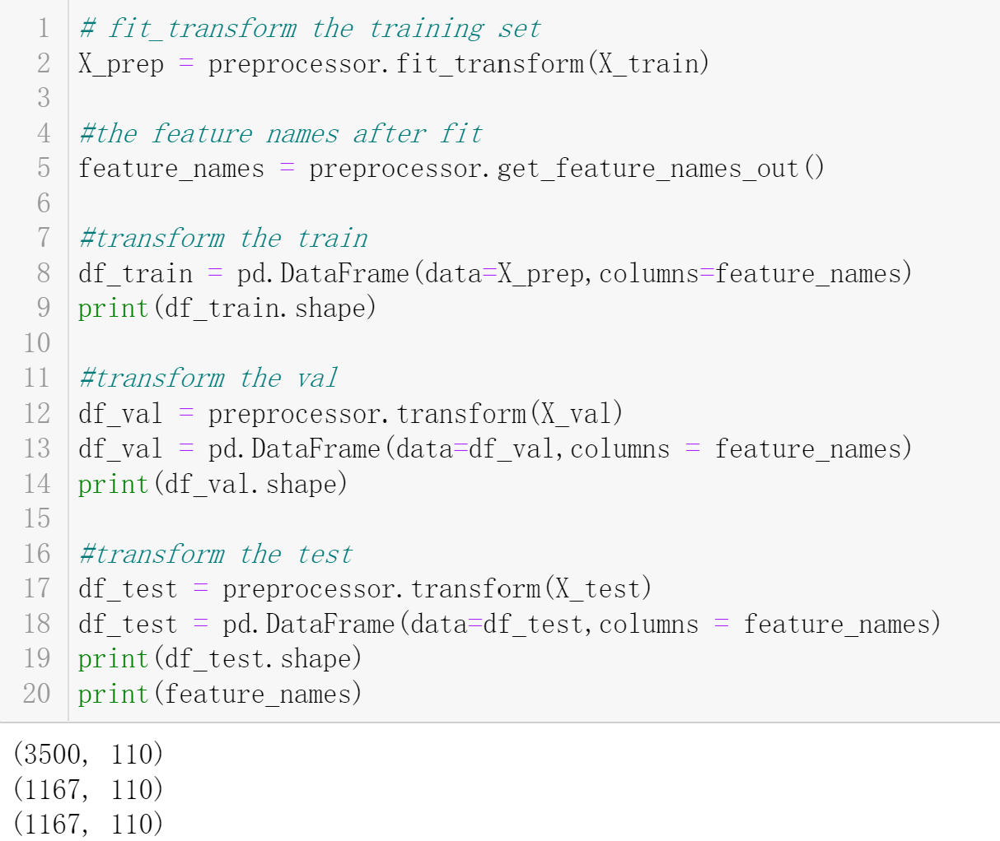 1 # fit_transform the training set
2 X_prep = preprocessor.fit_transform(X_train)
3
4 #the feature names after fit
5 feature_names = preprocessor.get_feature_names_out()
6
7 #transform the train
8 df_train = pd.DataFrame(data=X_prep,columns=feature_names)
9 print(df_train.shape)
10
11 #transform the val
12 df_val = preprocessor.transform(X_val)
13 df_val = pd.DataFrame(data=df_val,columns = feature_names)
14 print(df_val.shape)
15
16 #transform the test
17 df_test = preprocessor.transform(X_test)
18 df_test = pd.DataFrame(data=df_test,columns = feature_names)
19 print(df_test.shape)
20 print(feature_names)
(3500, 110)
(1167, 110)
(1167, 110)